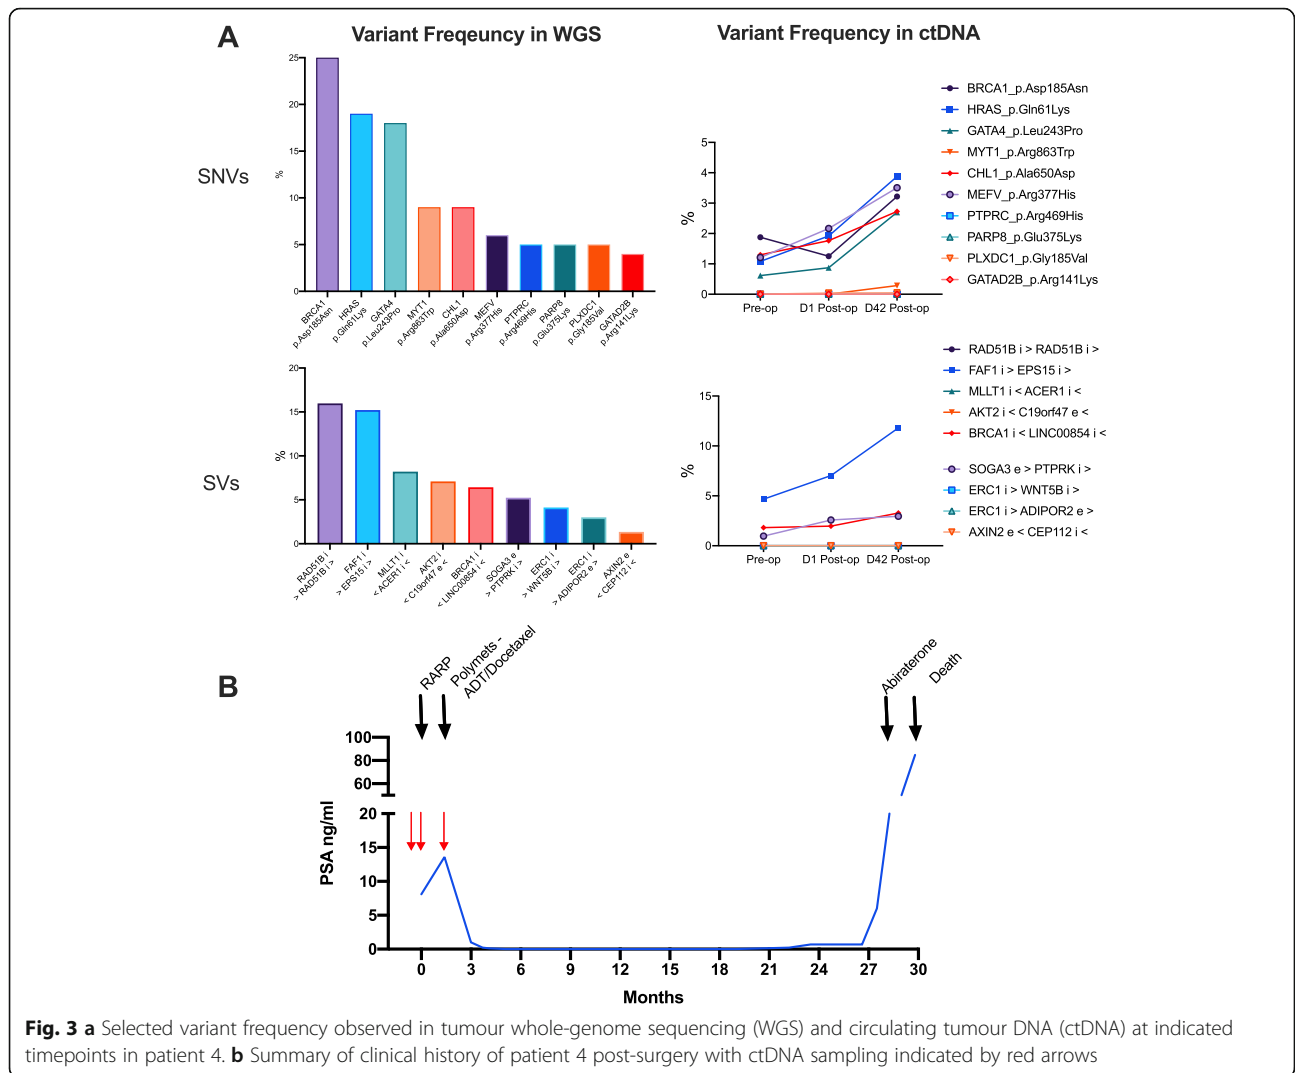 A
Variant Freqeuncy in WGS
Variant Frequency in ctDNA
SNVs
%
25
20
15
10
5
0
BRCA1
p.Asp185Asn
HRAS
p.Gln61Lys
GATA4
p.Leu243Pro
MYT1
p.Arg863Trp
CHL1
p.Ala650Asp
MEFV
p.Arg377His
PTPRC
p.Arg469His
PARP8
p.Glu375Lys
PLXDC1
p.Gly185Val
GATAD2B
p.Arg141Lys
%
5
4
3
2
1
0
Pre-op
D1 Post-op
D42 Post-op
BRCA1_p.Asp185Asn
HRAS_p.Gln61Lys
GATA4_p.Leu243Pro
MYT1_p.Arg863Trp
CHL1_p.Ala650Asp
MEFV_p.Arg377His
PTPRC_p.Arg469His
PARP8_p.Glu375Lys
PLXDC1_p.Gly185Val
GATAD2B_p.Arg141Lys
SVs
%
20
15
10
5
0
RAD51B i
> RAD51B i >
FAF1 i
> EPS15 i >
MLLT1 i
< ACER1 i <
AKT2 i
< C19orf47 e <
BRCA1 i
< LINC00854 i <
SOGA3 e
> PTPRK i >
ERC1 i
> WNT5B i >
ERC1 i
> ADIPOR2 e >
AXIN2 e
< CEP112 i <
%
15
10
5
0
Pre-op
D1 Post-op
D42 Post-op
RAD51B i > RAD51B i >
FAF1 i > EPS15 i >
MLLT1 i < ACER1 i <
AKT2 i < C19orf47 e <
BRCA1 i < LINC00854 i <
SOGA3 e > PTPRK i >
ERC1 i > WNT5B i >
ERC1 i > ADIPOR2 e >
AXIN2 e < CEP112 i <
B
RARP
Polymets -
ADT/Docetaxel
Abiraterone
Death
PSA ng/ml
100
80
60
20
15
10
5
0
0
3
6
9
12
15
18
21
24
27
30
Months
Fig. 3 a Selected variant frequency observed in tumour whole-genome sequencing (WGS) and circulating tumour DNA (ctDNA) at indicated
timepoints in patient 4. b Summary of clinical history of patient 4 post-surgery with ctDNA sampling indicated by red arrows